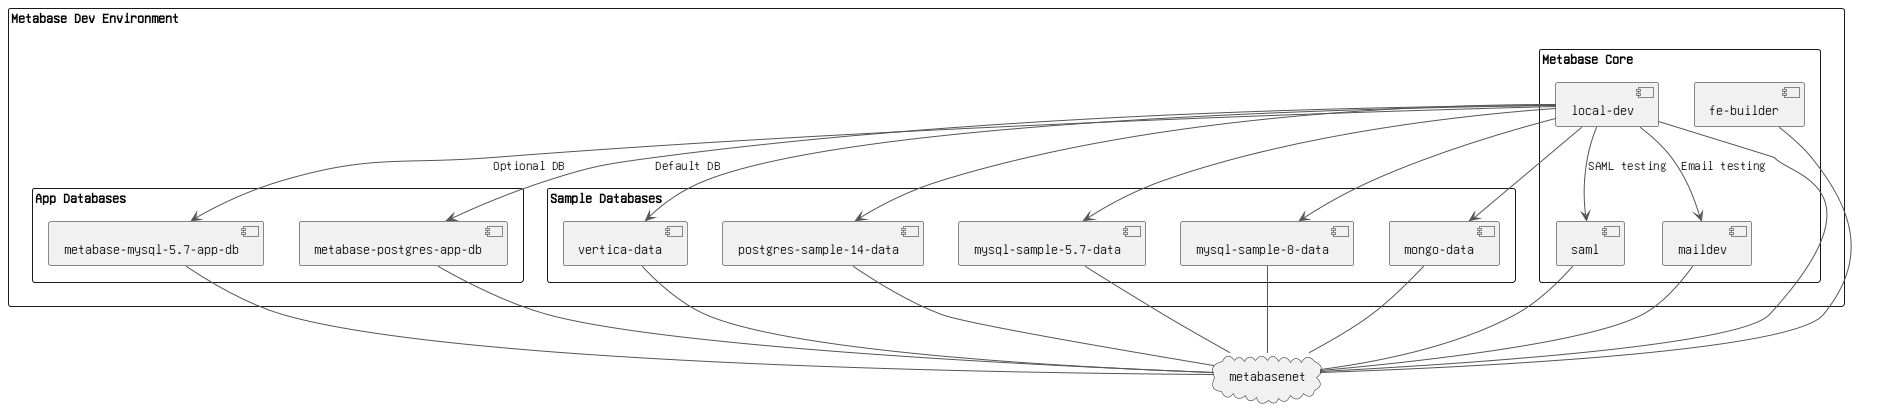 Metabase Dev Environment
Metabase Core
local-dev
fe-builder
Optional DB
Default DB
SAML testing
Email testing
App Databases
Sample Databases
metabase-mysql-5.7-app-db
metabase-postgres-app-db
vertica-data
postgres-sample-14-data
mysql-sample-5.7-data
mysql-sample-8-data
mongo-data
saml
maildev
metabasenet